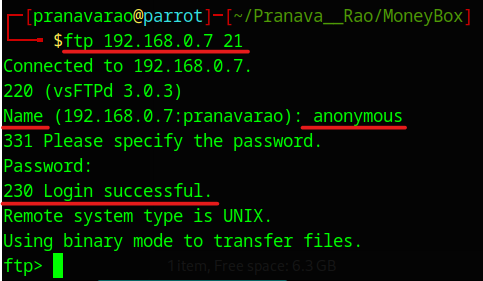 [pranavarao@parrot]-[~/Pranava__Rao/MoneyBox]
$ftp 192.168.0.7 21
Connected to 192.168.0.7.
220 (vsFTPd 3.0.3)
Name (192.168.0.7:pranavarao): anonymous
331 Please specify the password.
Password:
230 Login successful.
Remote system type is UNIX.
Using binary mode to transfer files.
ftp>
1 item, Free space: 6.3 GB